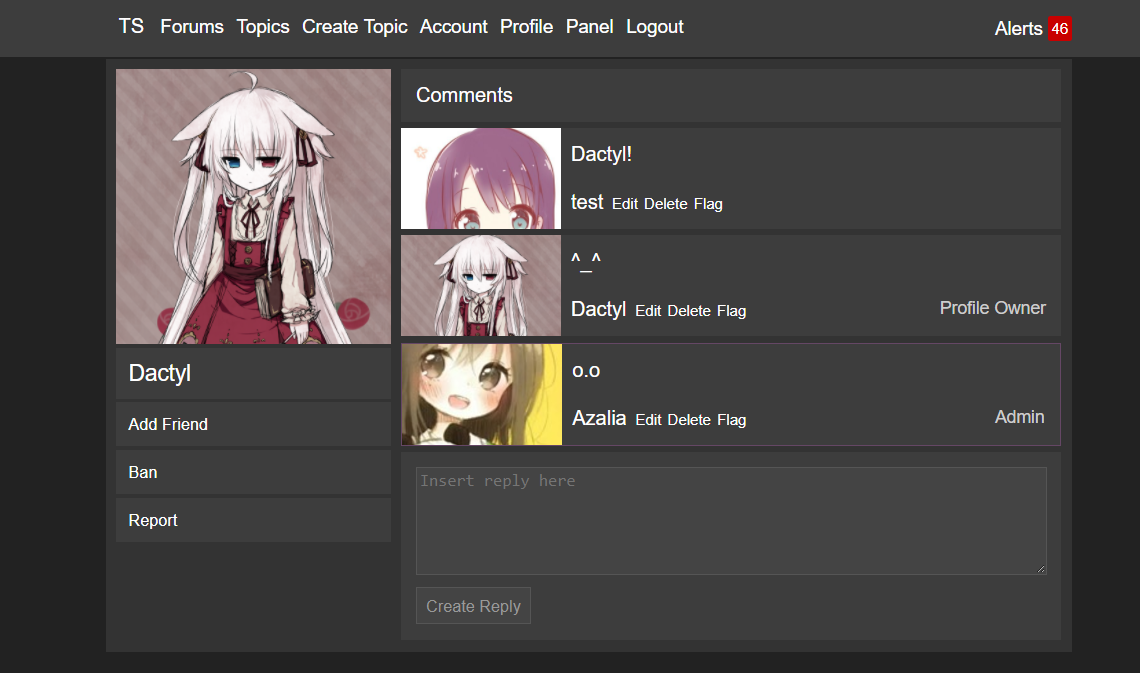 TS Forums Topics Create Topic Account Profile Panel Logout Alerts 46
Dactyl
Add Friend
Ban
Report
Comments
Dactyl!
test Edit Delete Flag
^_^
Dactyl Edit Delete Flag Profile Owner
o.o
Azalia Edit Delete Flag Admin
Insert reply here
Create Reply